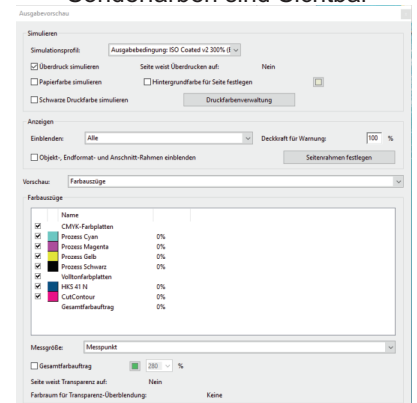 Sonderfarben sind Sichtbar
Ausgabevorschau
Simulieren
Simulationsprofil: Ausgabebedingung: ISO Coated v2 300% (E
Überdruck simulieren Seite weist Überdrucken auf: Nein
Papierfarbe simulieren Hintergrundfarbe für Seite festlegen
Schwarze Druckfarbe simulieren Druckfarbenverwaltung
Anzeigen
Einblenden: Alle Deckkraft für Warnung: 100 %
Objekt-, Endformat- und Anschnitt-Rahmen einblenden Seitenrahmen festlegen
Vorschau: Farbauszüge
Farbauszüge
Name
CMYK-Farbplatten
Prozess Cyan 0%
Prozess Magenta 0%
Prozess Gelb 0%
Prozess Schwarz 0%
Volltonfarbplatten
HKS 41 N 0%
CutContour 0%
Gesamtfarbauftrag 0%
Messgröße: Messpunkt
Gesamtfarbauftrag 280 %
Seite weist Transparenz auf: Nein
Farbraum für Transparenz-Überblendung: Keine